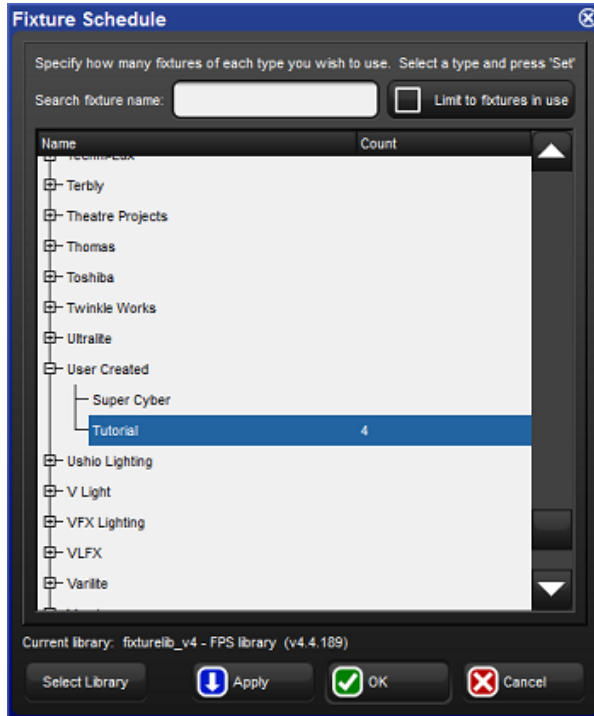 Fixture Schedule
Specify how many fixtures of each type you wish to use. Select a type and press 'Set'
Search fixture name:
Limit to fixtures in use
Name Count
Terbly
Theatre Projects
Thomas
Toshiba
Twinkle Works
Ultralite
User Created
Super Cyber
Tutorial 4
Ushio Lighting
V Light
VFX Lighting
VLFX
Varilite
Current library: fixturelib_v4 - FPS library (v4.4.189)
Select Library Apply OK Cancel